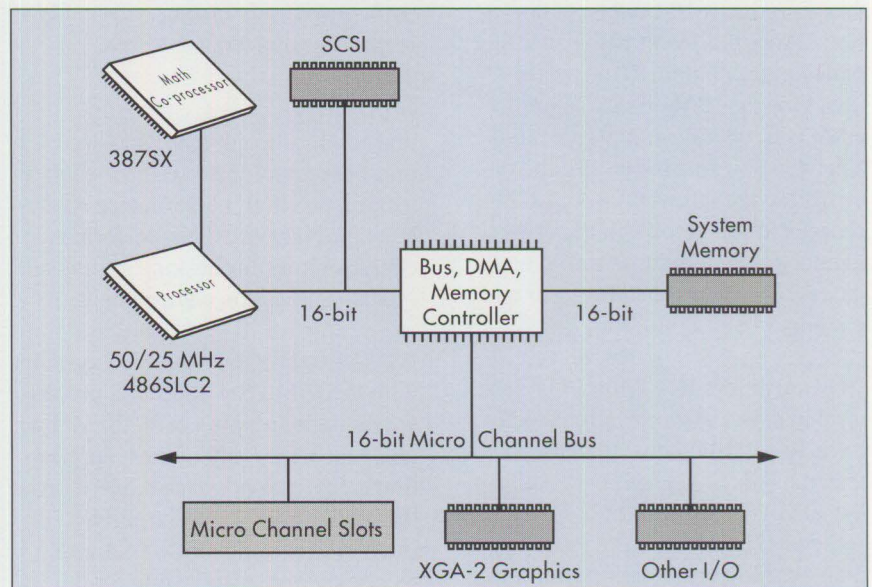 SCSI
Math
Co-processor
387SX
System
Memory
Bus, DMA,
Memory
Controller
Processor
16-bit
16-bit
50/25 MHz
486SLC2
16-bit Micro Channel Bus
Micro Channel Slots
XGA-2 Graphics
Other I/O